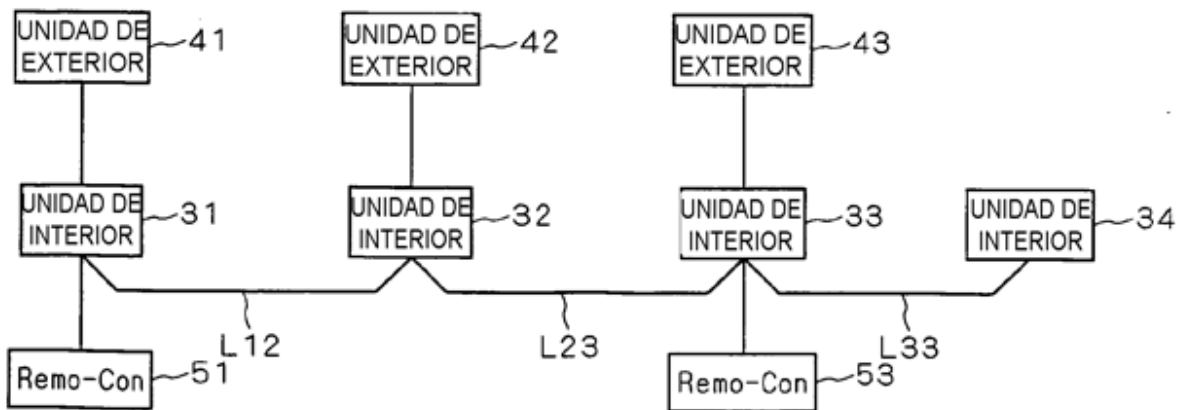 UNIDAD DE
EXTERIOR
41
UNIDAD DE
EXTERIOR
42
UNIDAD DE
EXTERIOR
43
UNIDAD DE
INTERIOR
31
UNIDAD DE
INTERIOR
32
UNIDAD DE
INTERIOR
33
UNIDAD DE
INTERIOR
34
L12
L23
L33
Remo-Con
51
Remo-Con
53